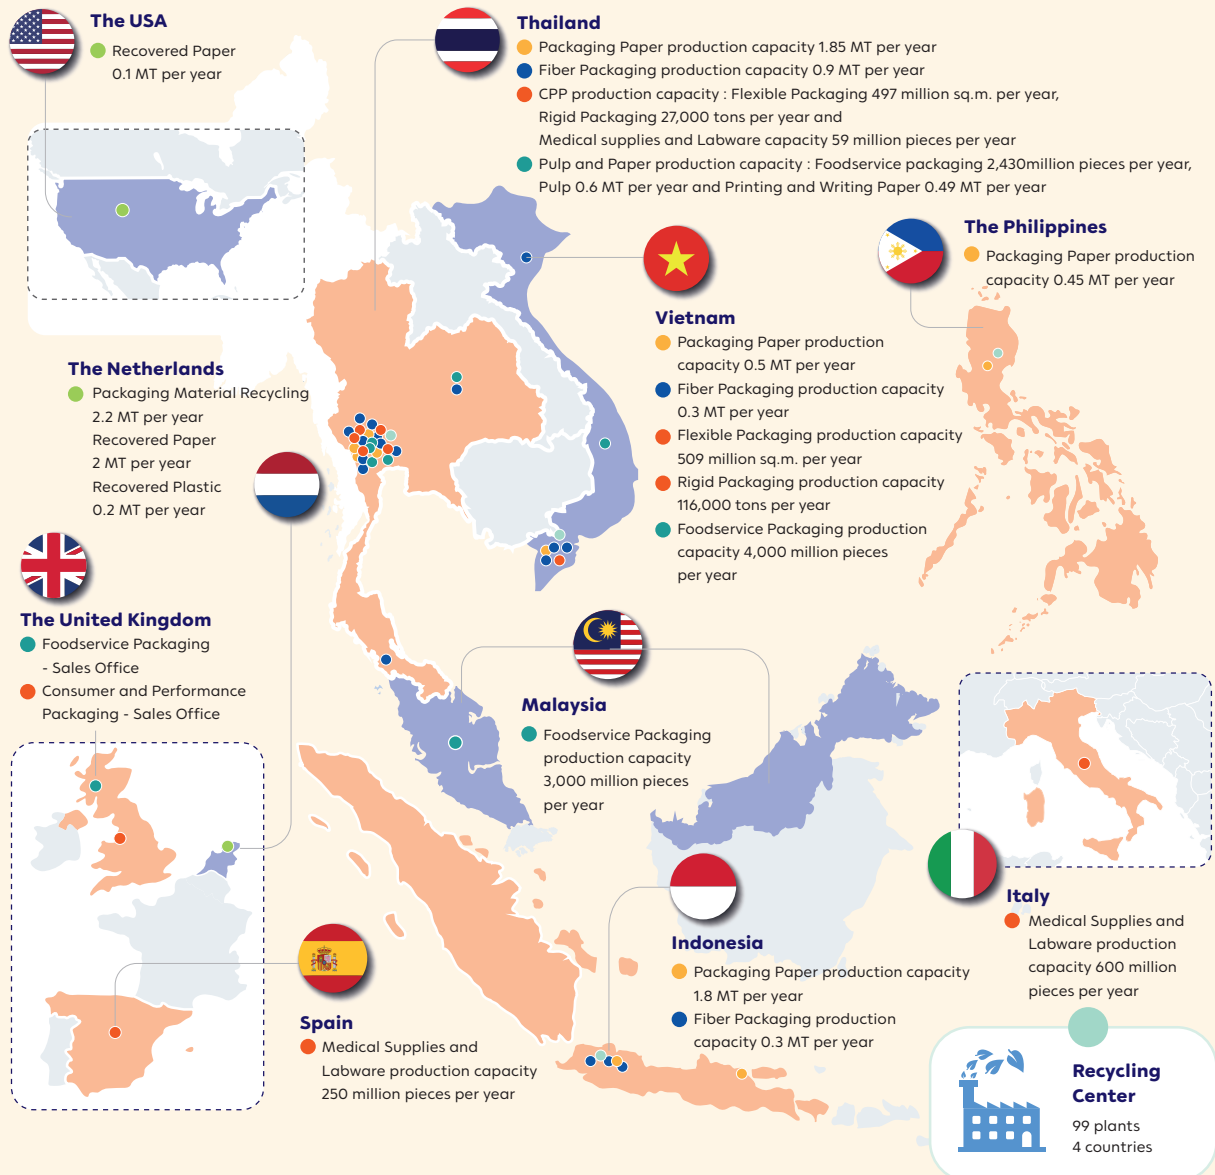 The USA
Recovered Paper
0.1 MT per year
Thailand
Packaging Paper production capacity 1.85 MT per year
Fiber Packaging production capacity 0.9 MT per year
CPP production capacity : Flexible Packaging 497 million sq.m. per year,
Rigid Packaging 27,000 tons per year and
Medical supplies and Labware capacity 59 million pieces per year
Pulp and Paper production capacity : Foodservice packaging 2,430million pieces per year,
Pulp 0.6 MT per year and Printing and Writing Paper 0.49 MT per year
The Philippines
Packaging Paper production
capacity 0.45 MT per year
Vietnam
Packaging Paper production
capacity 0.5 MT per year
Fiber Packaging production capacity
0.3 MT per year
Flexible Packaging production capacity
509 million sq.m. per year
Rigid Packaging production capacity
116,000 tons per year
Foodservice Packaging production
capacity 4,000 million pieces
per year
The Netherlands
Packaging Material Recycling
2.2 MT per year
Recovered Paper
2 MT per year
Recovered Plastic
0.2 MT per year
The United Kingdom
Foodservice Packaging
- Sales Office
Consumer and Performance
Packaging - Sales Office
Malaysia
Foodservice Packaging
production capacity
3,000 million pieces
per year
Italy
Medical Supplies and
Labware production
capacity 600 million
pieces per year
Indonesia
Packaging Paper production capacity
1.8 MT per year
Fiber Packaging production
capacity 0.3 MT per year
Spain
Medical Supplies and
Labware production capacity
250 million pieces per year
Recycling
Center
99 plants
4 countries